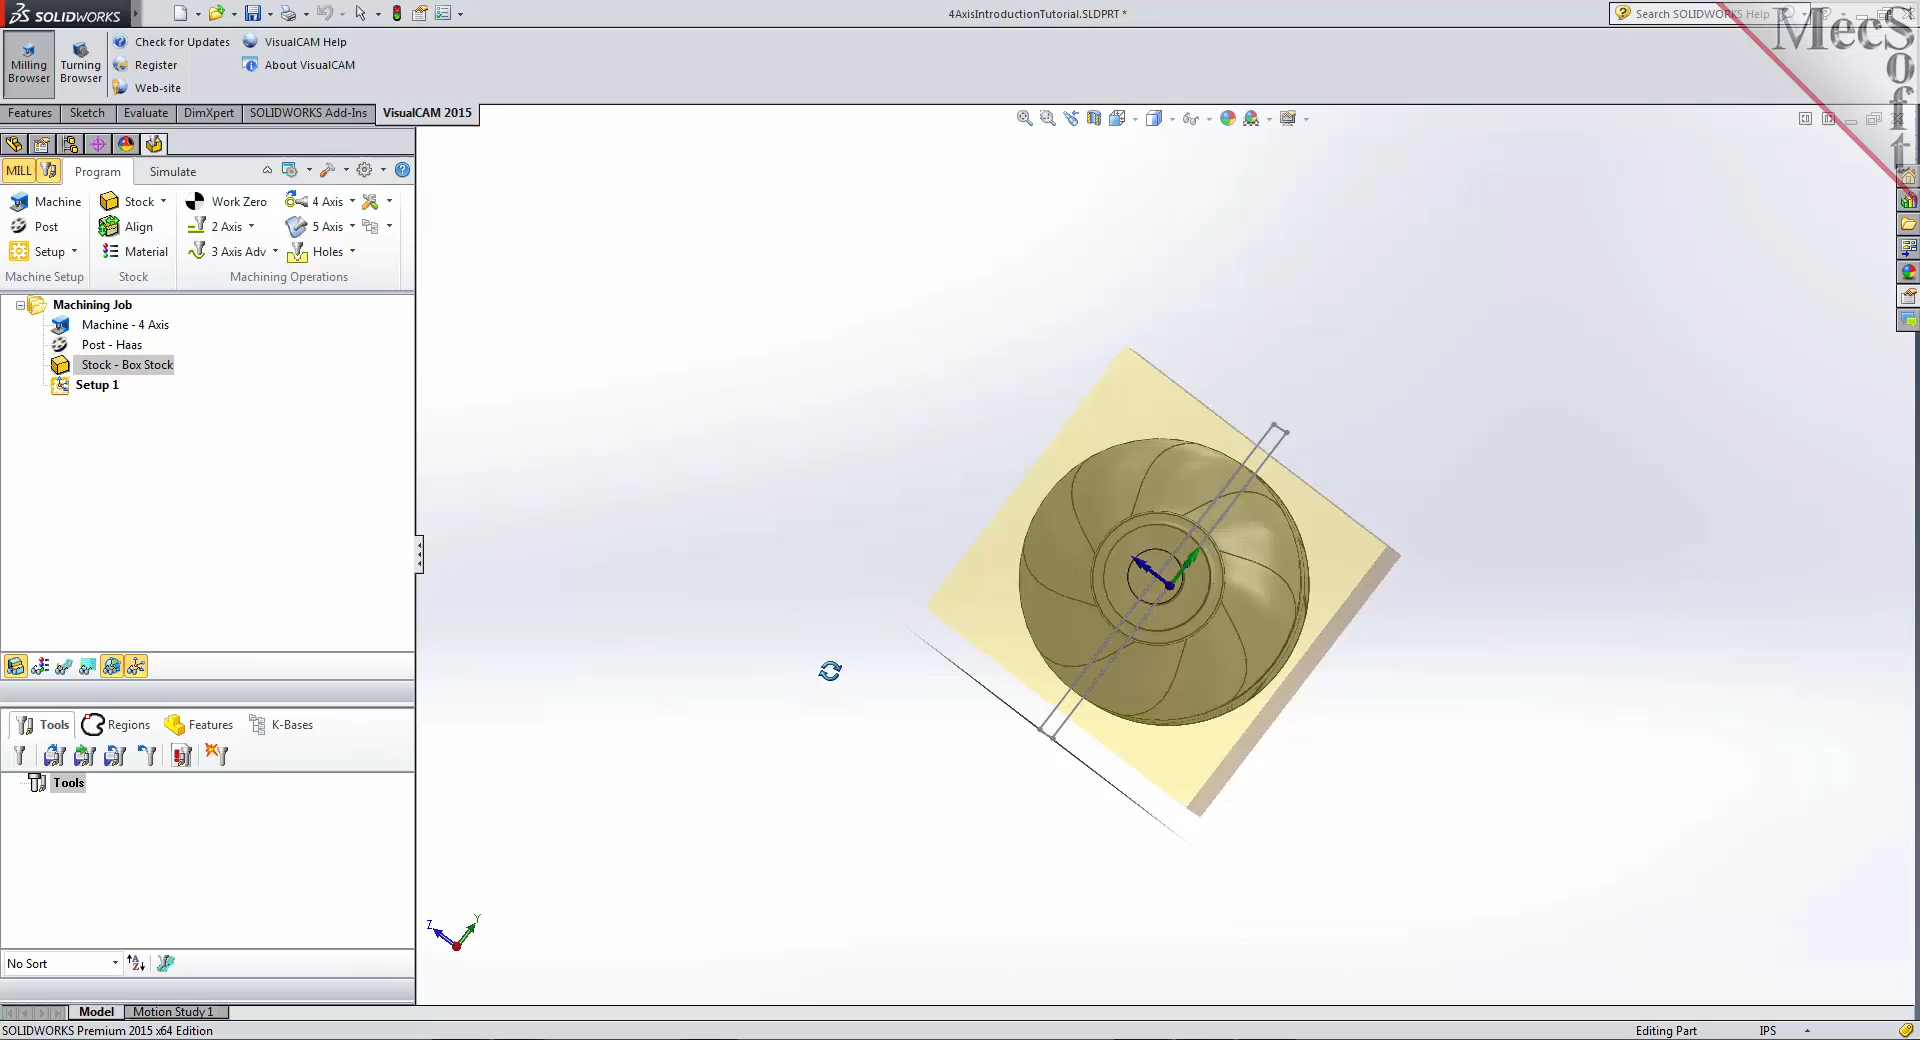 SOLIDWORKS
4AxisIntroductionTutorial.SLDPRT *
Search SOLIDWORKS Help
MecSoft
Milling Browser
Turning Browser
Check for Updates
Register
Web-site
VisualCAM Help
About VisualCAM
Features Sketch Evaluate DimXpert SOLIDWORKS Add-Ins VisualCAM 2015
MILL Program Simulate
Machine Stock Work Zero 4 Axis
Post Align 2 Axis 5 Axis
Setup Material 3 Axis Adv Holes
Machine Setup Stock Machining Operations
Machining Job
Machine - 4 Axis
Post - Haas
Stock - Box Stock
Setup 1
Tools Regions Features K-Bases
Tools
Z Y
No Sort
Model Motion Study 1
SOLIDWORKS Premium 2015 x64 Edition Editing Part IPS